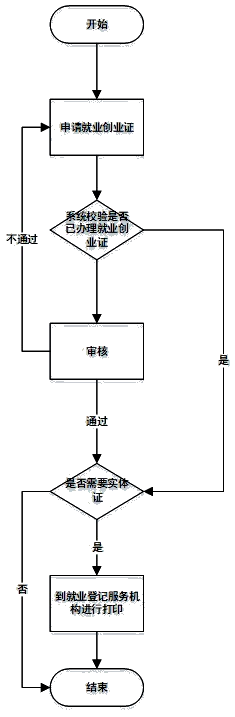 开始
申请就业创业证
系统校验是否
已办理就业创
业证
不通过
审核
是
通过
是否需要实体
证
是
否
到就业登记服务机
构进行打印
结束